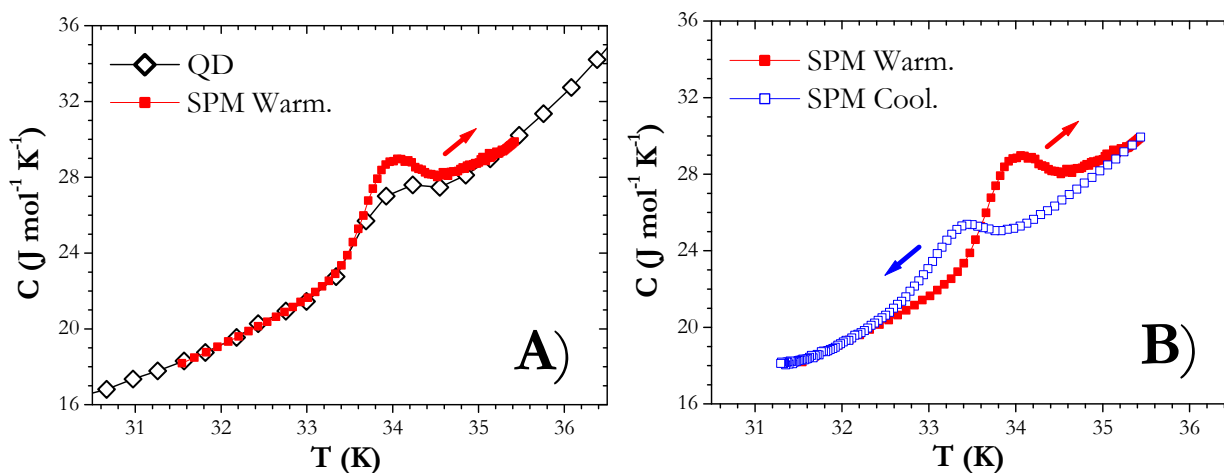 36
32
28
24
20
16
C (J mol⁻¹ K⁻¹)
QD
SPM Warm.
A)
31 32 33 34 35 36
T (K)
36
32
28
24
20
16
C (J mol⁻¹ K⁻¹)
SPM Warm.
SPM Cool.
B)
31 32 33 34 35 36
T (K)